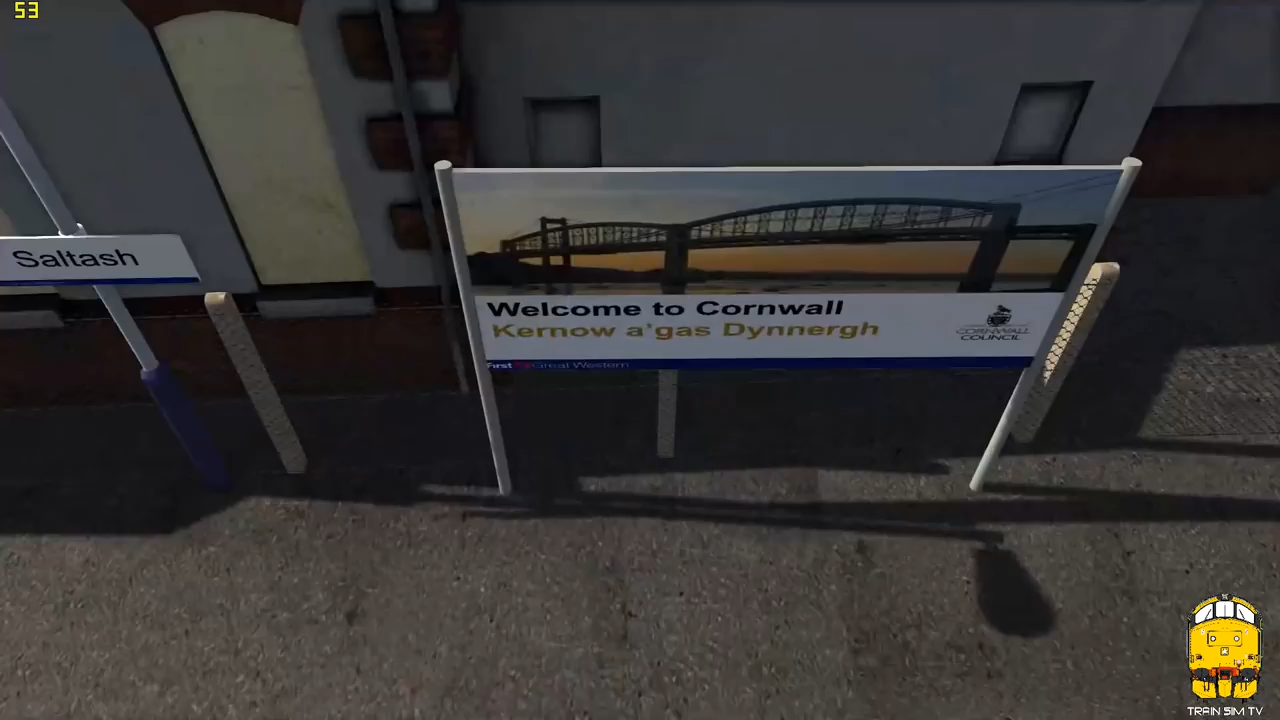 53
Saltash
Welcome to Cornwall
Kernow a'gas Dynnergh
CORNWALL
COUNCIL
First Great Western
TRAIN SIM TV